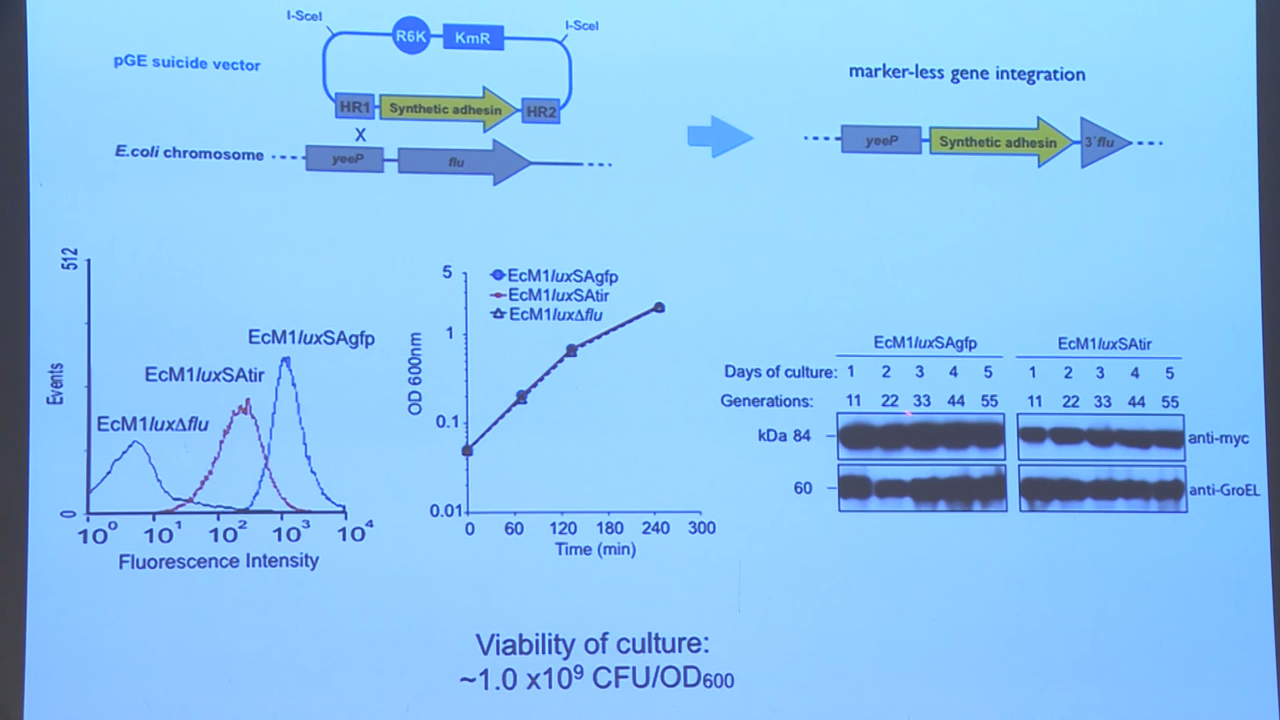 I-SceI
I-SceI
R6K
KmR
pGE suicide vector
HR1
Synthetic adhesin
HR2
X
E.coli chromosome
yeeP
flu
marker-less gene integration
yeeP
Synthetic adhesin
3´flu
512
Events
0
EcM1luxSAgfp
EcM1luxSAtir
EcM1luxΔflu
10⁰ 10¹ 10² 10³ 10⁴
Fluorescence Intensity
OD 600nm
5
1
0.1
0.01
EcM1luxSAgfp
EcM1luxSAtir
EcM1luxΔflu
0 60 120 180 240 300
Time (min)
EcM1luxSAgfp EcM1luxSAtir
Days of culture: 1 2 3 4 5 1 2 3 4 5
Generations: 11 22 33 44 55 11 22 33 44 55
kDa 84 anti-myc
60 anti-GroEL
Viability of culture:
~1.0 x10⁹ CFU/OD₆₀₀